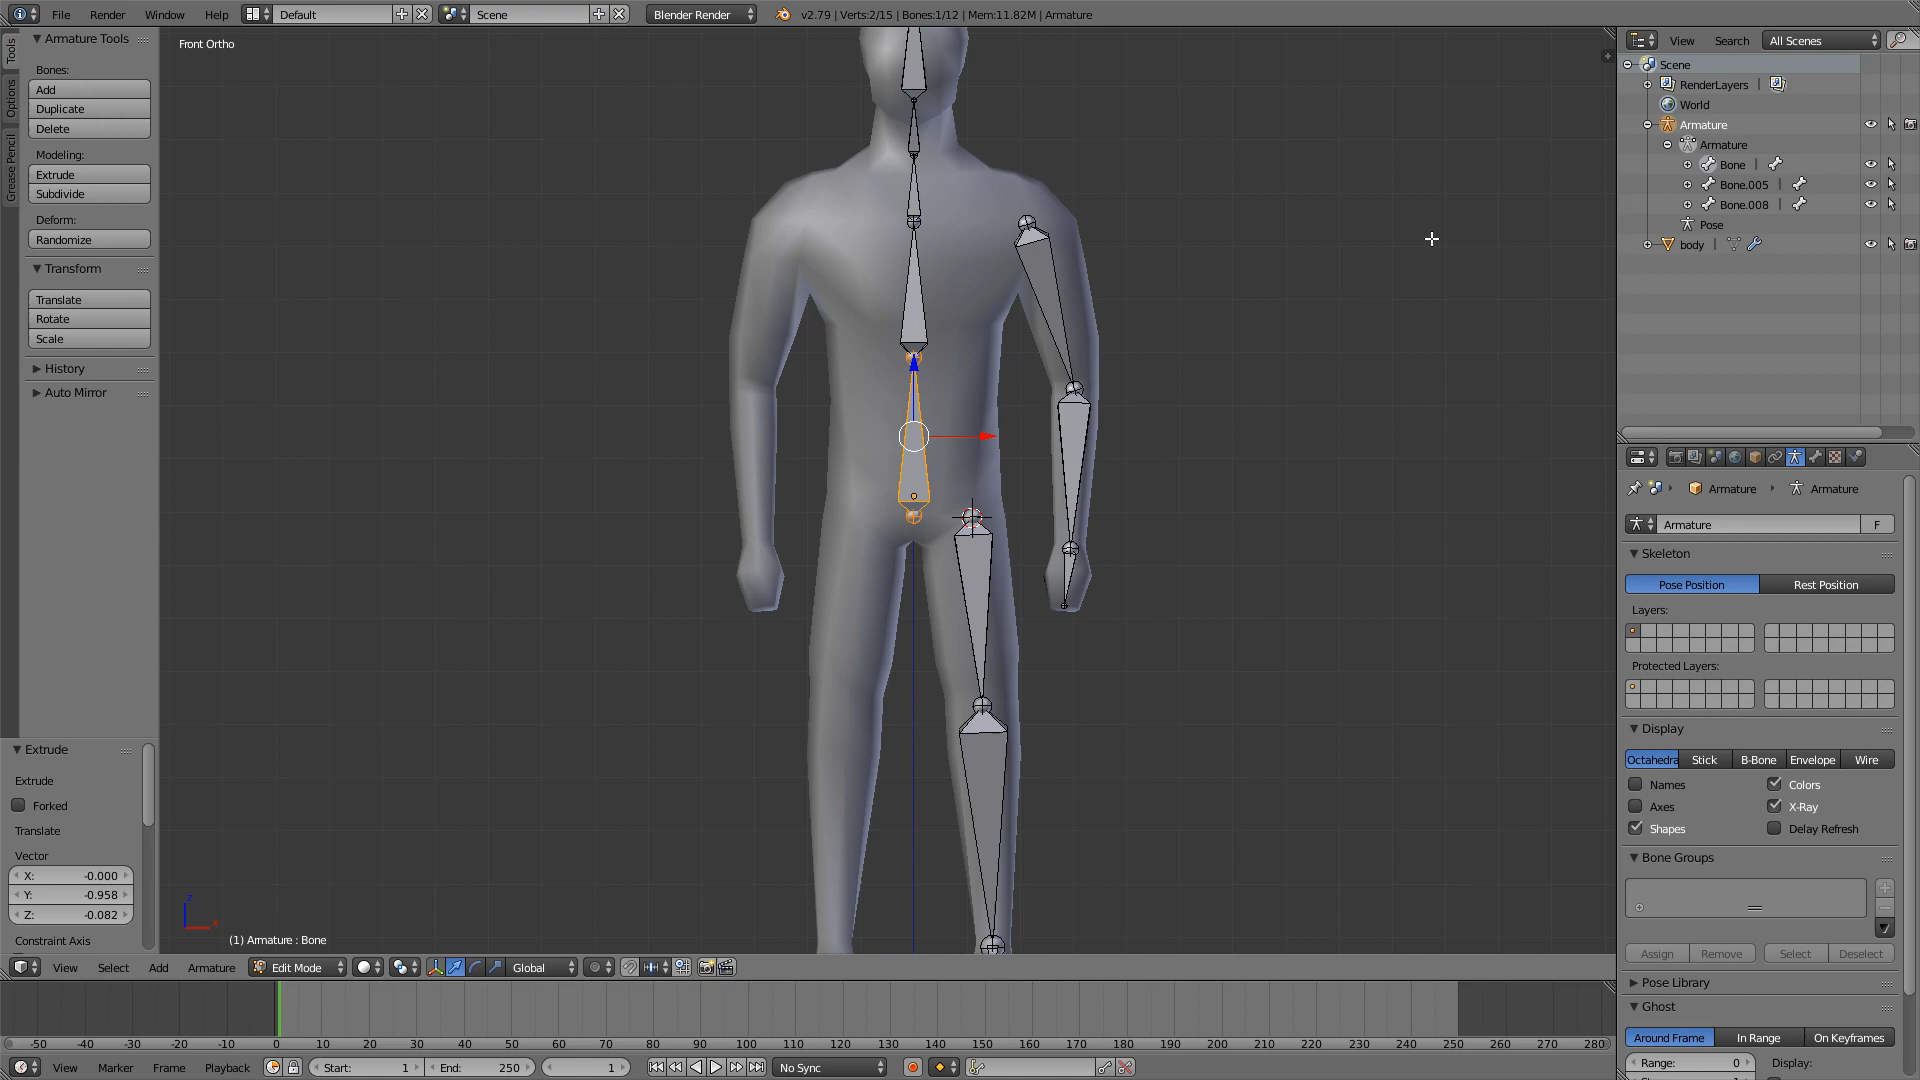 File Render Window Help Default Scene Blender Render v2.79 | Verts:2/15 | Bones:1/12 | Mem:11.82M | Armature
View Search All Scenes
Tools
Options
Grease Pencil
Armature Tools
Bones:
Add
Duplicate
Delete
Modeling:
Extrude
Subdivide
Deform:
Randomize
Transform
Translate
Rotate
Scale
History
Auto Mirror
Extrude
Extrude
Forked
Translate
Vector
X: -0.000
Y: -0.958
Z: -0.082
Constraint Axis
Front Ortho
z
x
(1) Armature : Bone
Scene
RenderLayers |
World
Armature
Armature
Bone |
Bone.005 |
Bone.008 |
Pose
body |
Armature Armature
Armature F
Skeleton
Pose Position Rest Position
Layers:
Protected Layers:
Display
Octahedra Stick B-Bone Envelope Wire
Names Colors
Axes X-Ray
Shapes Delay Refresh
Bone Groups
Assign Remove Select Deselect
Pose Library
Ghost
Around Frame In Range On Keyframes
Range: 0 Display:
View Select Add Armature Edit Mode Global
-50 -40 -30 -20 -10 0 10 20 30 40 50 60 70 80 90 100 110 120 130 140 150 160 170 180 190 200 210 220 230 240 250 260 270 280
View Marker Frame Playback Start: 1 End: 250 1 No Sync